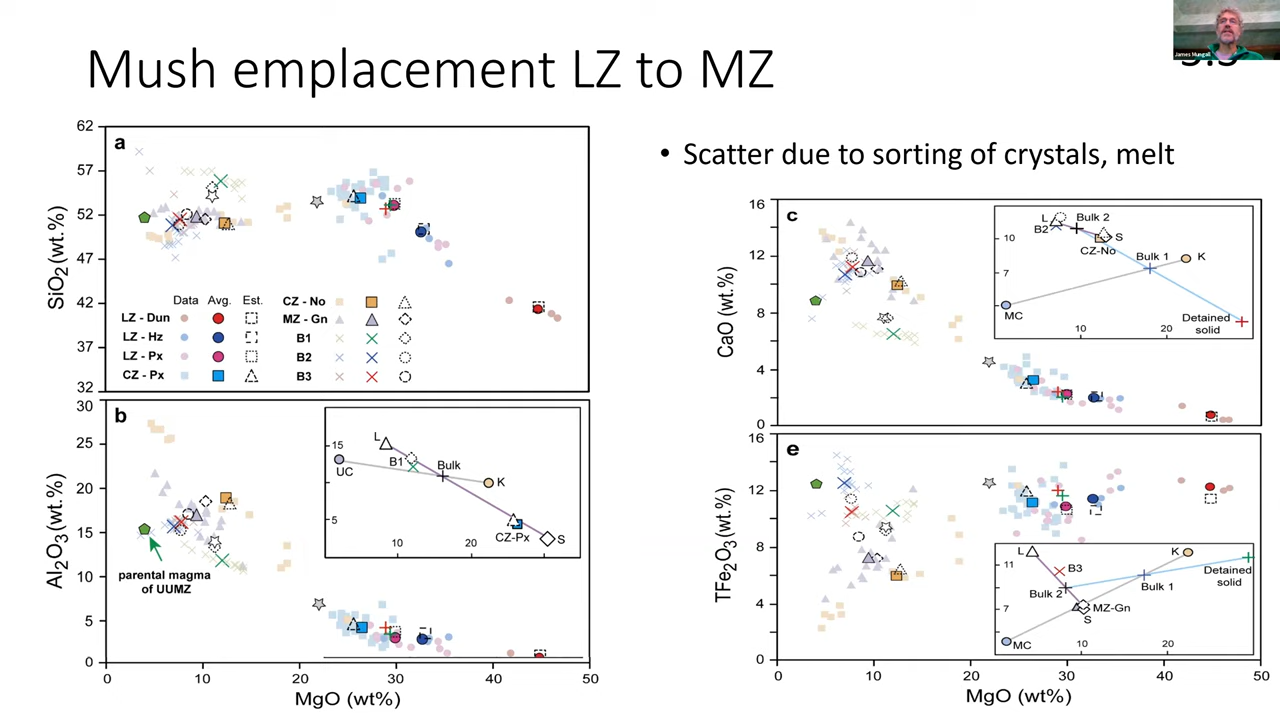 Mush emplacement LZ to MZ
James Mungall
• Scatter due to sorting of crystals, melt
a
SiO2 (wt.%)
62
57
52
47
42
37
32
Data Avg. Est.
LZ - Dun
LZ - Hz
LZ - Px
CZ - Px
CZ - No
MZ - Gn
B1
B2
B3
b
Al2O3 (wt.%)
30
25
20
15
10
5
0
parental magma
of UUMZ
15
5
10 20
L
UC
B1
Bulk
K
CZ-Px
S
0 10 20 30 40 50
MgO (wt%)
c
CaO (wt.%)
16
12
8
4
0
10
7
10 20
L
B2
Bulk 2
S
CZ-No
Bulk 1
K
MC
Detained
solid
e
TFe2O3 (wt.%)
16
12
8
4
0
11
7
10 20
L
B3
K
Detained
solid
Bulk 2
Bulk 1
MZ-Gn
S
MC
0 10 20 30 40 50
MgO (wt%)